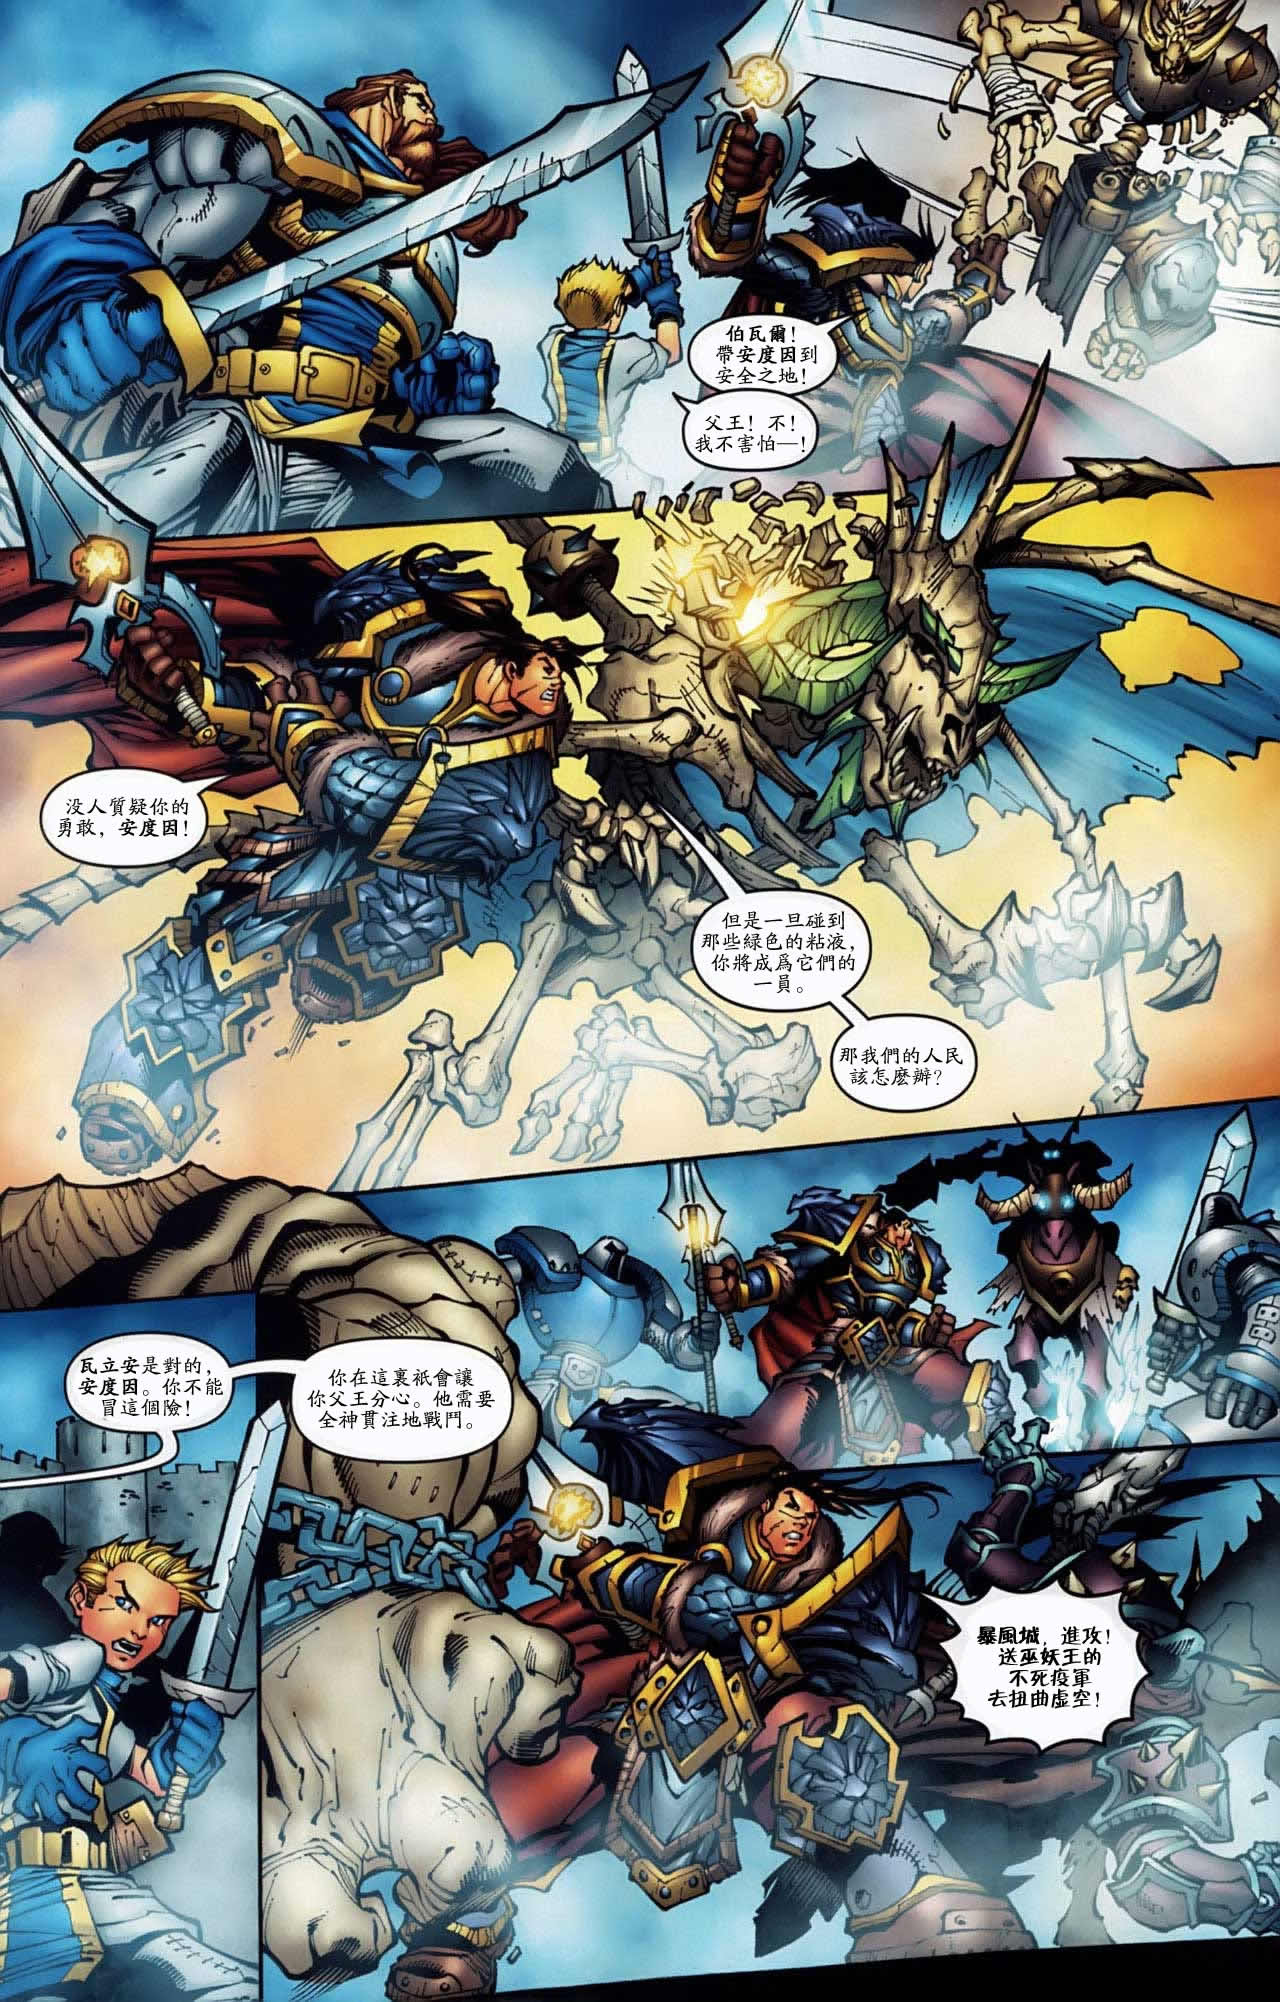 伯瓦爾！
帶安度因到
安全之地！
父王！不！
我不害怕—！
没人質疑你的
勇敢，安度因！
但是一旦碰到
那些綠色的粘液，
你將成爲它們的
一員。
那我們的人民
該怎麽辦？
瓦立安是對的，
安度因。你不能
冒這個險！
你在這裏衹會讓
你父王分心。他需要
全神貫注地戰鬥。
暴風城，進攻！
送巫妖王的
不死疫軍
去扭曲虛空！